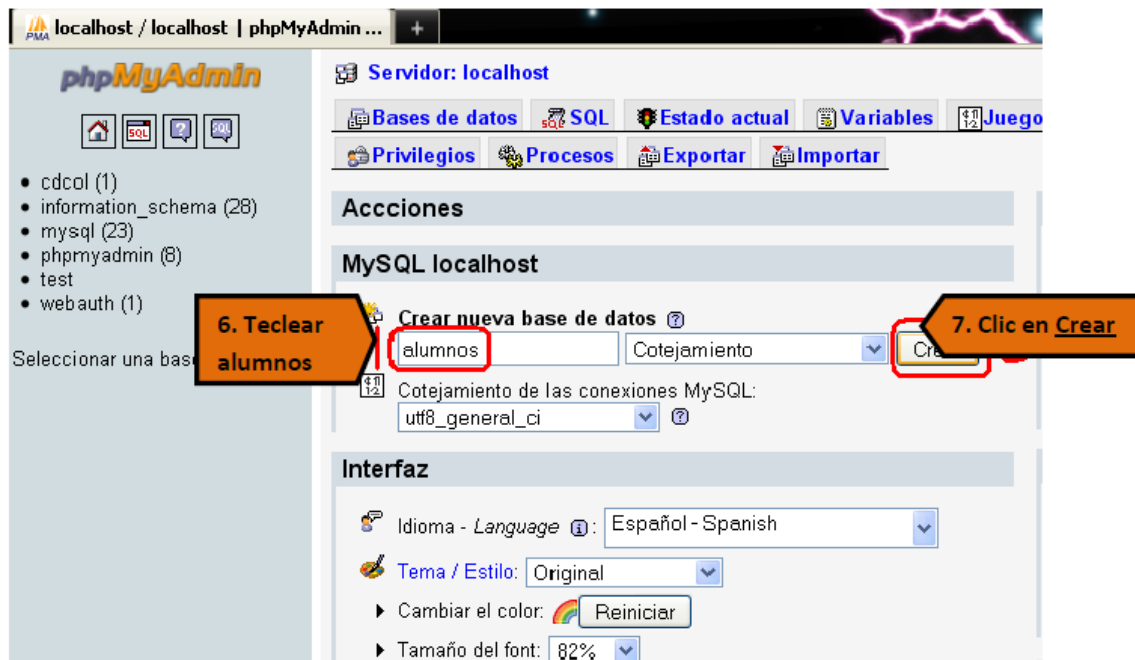 localhost / localhost | phpMyAdmin ...
phpMyAdmin
cdcol (1)
information_schema (28)
mysql (23)
phpmyadmin (8)
test
webauth (1)
Seleccionar una
Servidor: localhost
Bases de datos SQL Estado actual Variables Juego
Privilegios Procesos Exportar Importar
Accciones
MySQL localhost
Crear nueva base de datos
6. Teclear
alumnos
alumnos Cotejamiento
7. Clic en Crear
Cotejamiento de las conexiones MySQL:
utf8_general_ci
Interfaz
Idioma - Language : Español - Spanish
Tema / Estilo: Original
Cambiar el color: Reiniciar
Tamaño del font: 82%